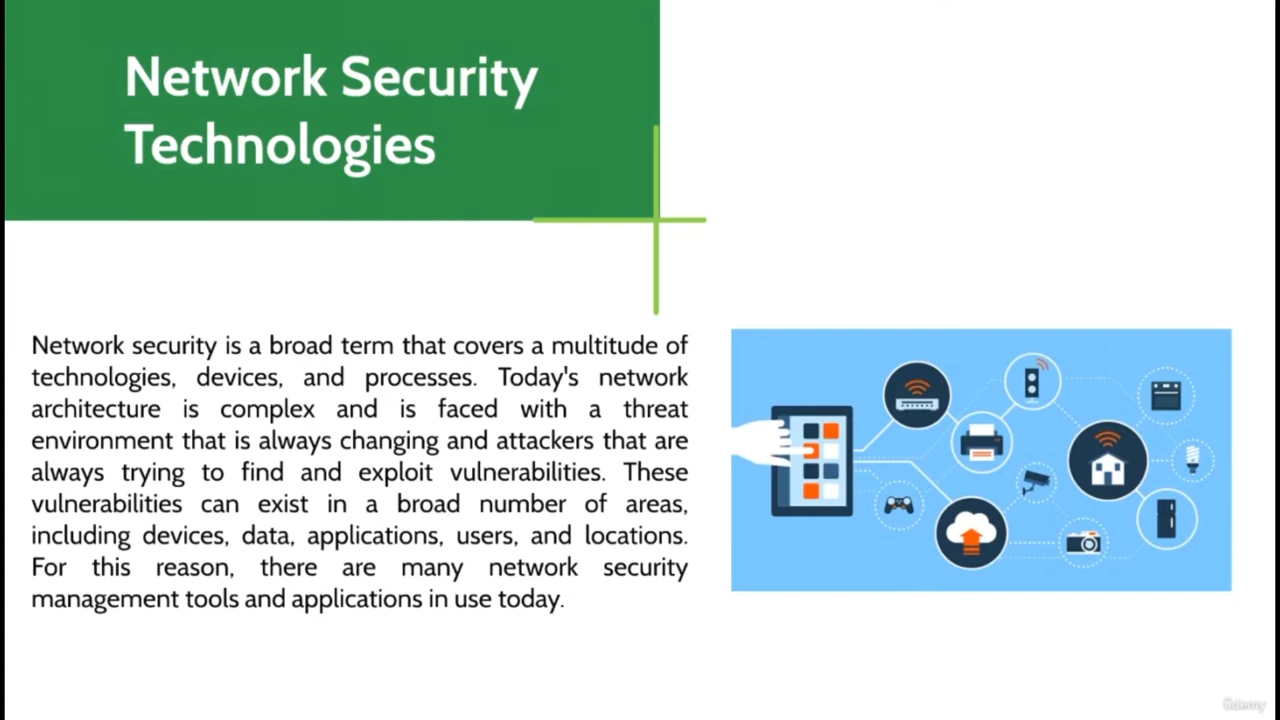 Network Security
Technologies
Network security is a broad term that covers a multitude of
technologies, devices, and processes. Today's network
architecture is complex and is faced with a threat
environment that is always changing and attackers that are
always trying to find and exploit vulnerabilities. These
vulnerabilities can exist in a broad number of areas,
including devices, data, applications, users, and locations.
For this reason, there are many network security
management tools and applications in use today.
ûdemy